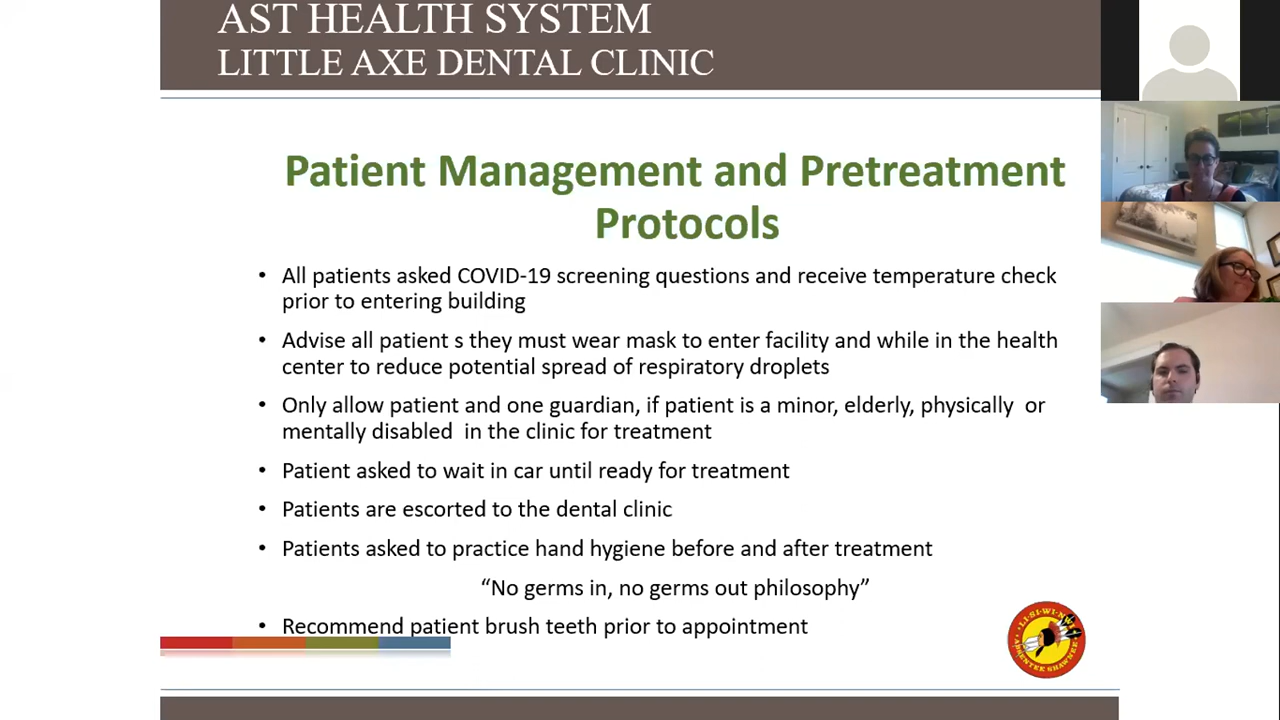 AST HEALTH SYSTEM
LITTLE AXE DENTAL CLINIC
Patient Management and Pretreatment
Protocols
• All patients asked COVID-19 screening questions and receive temperature check
prior to entering building
• Advise all patient s they must wear mask to enter facility and while in the health
center to reduce potential spread of respiratory droplets
• Only allow patient and one guardian, if patient is a minor, elderly, physically or
mentally disabled in the clinic for treatment
• Patient asked to wait in car until ready for treatment
• Patients are escorted to the dental clinic
• Patients asked to practice hand hygiene before and after treatment
“No germs in, no germs out philosophy”
• Recommend patient brush teeth prior to appointment
LI-SI-WI-NWI